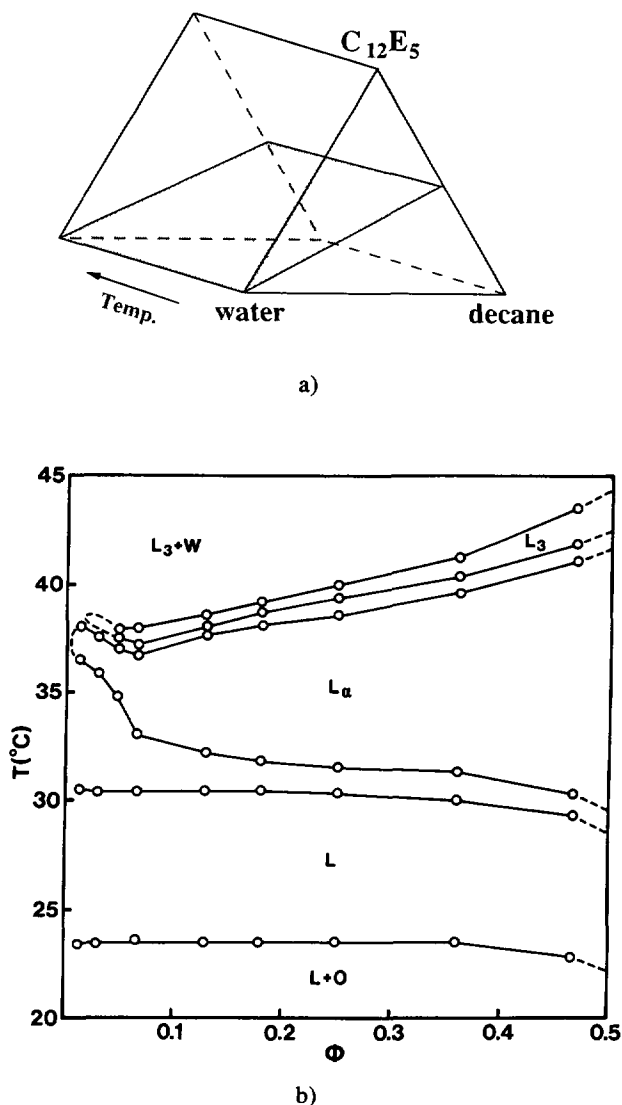 C₁₂E₅
Temp.
water
decane
a)
45
L₃+W
L₃
40
35
Lα
T(°C)
30
L
25
L+O
20
0.1
0.2
0.3
0.4
0.5
Φ
b)